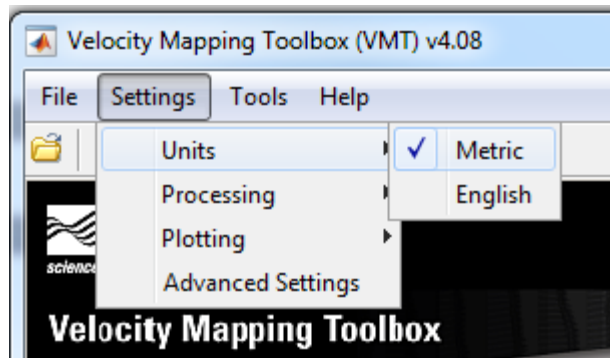 Velocity Mapping Toolbox (VMT) v4.08
File Settings Tools Help
Units ✓ Metric
Processing English
Plotting
Advanced Settings
science
Velocity Mapping Toolbox